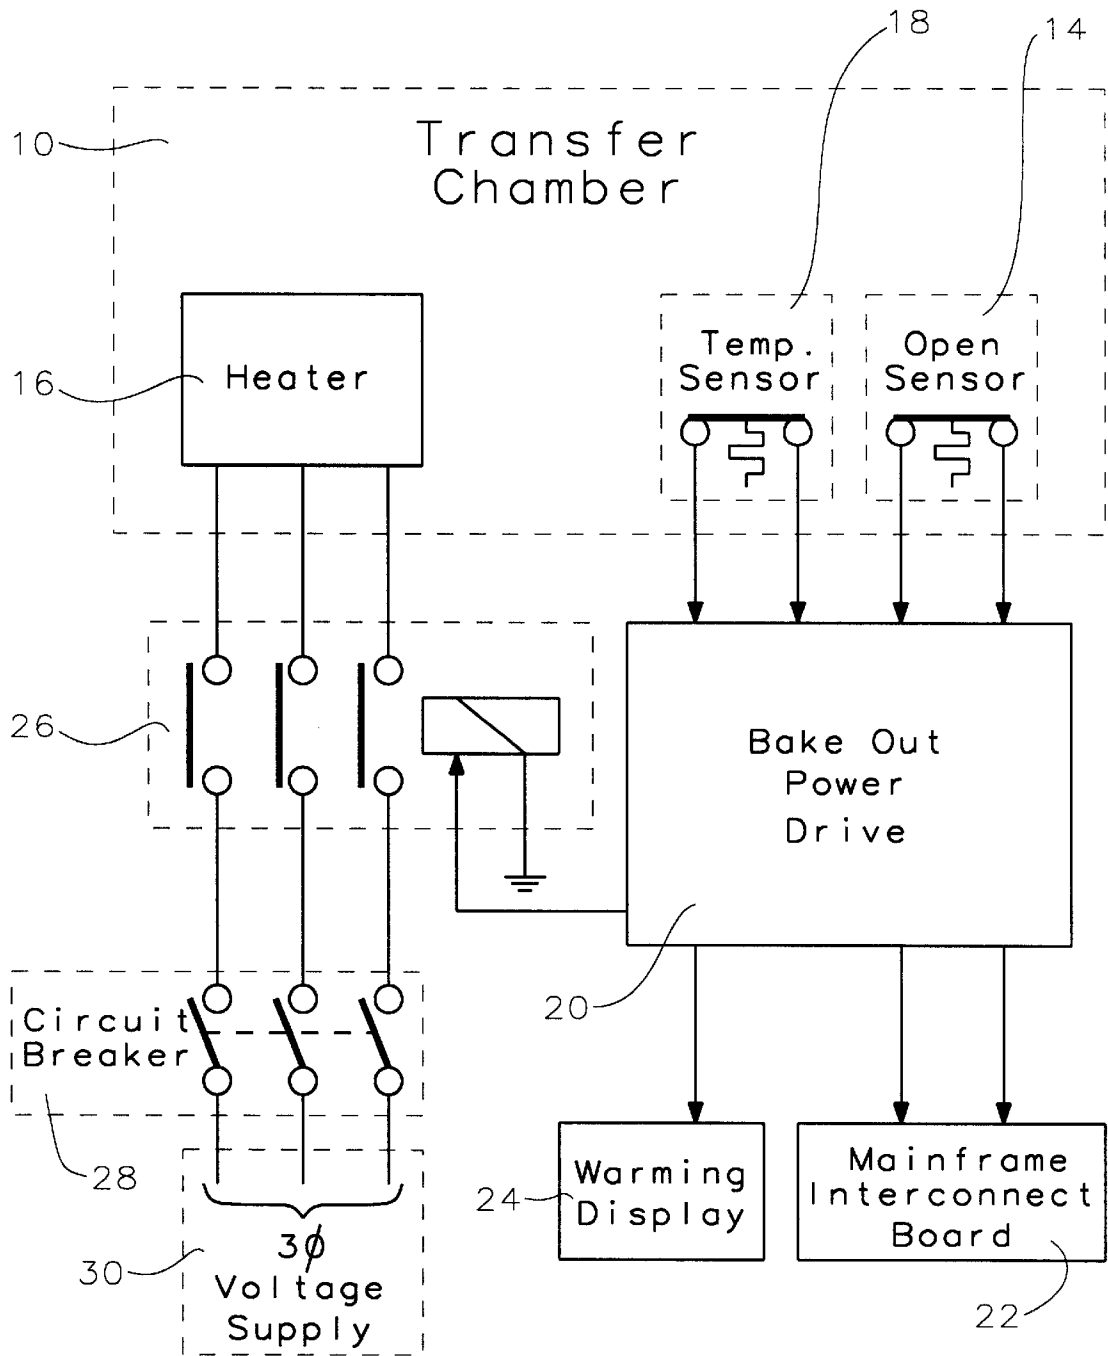 18
14
10
Transfer
Chamber
16
Heater
Temp.
Sensor
Open
Sensor
26
Bake Out
Power
Drive
20
Circuit
Breaker
28
24
Warming
Display
Mainframe
Interconnect
Board
22
30
3Ø
Voltage
Supply